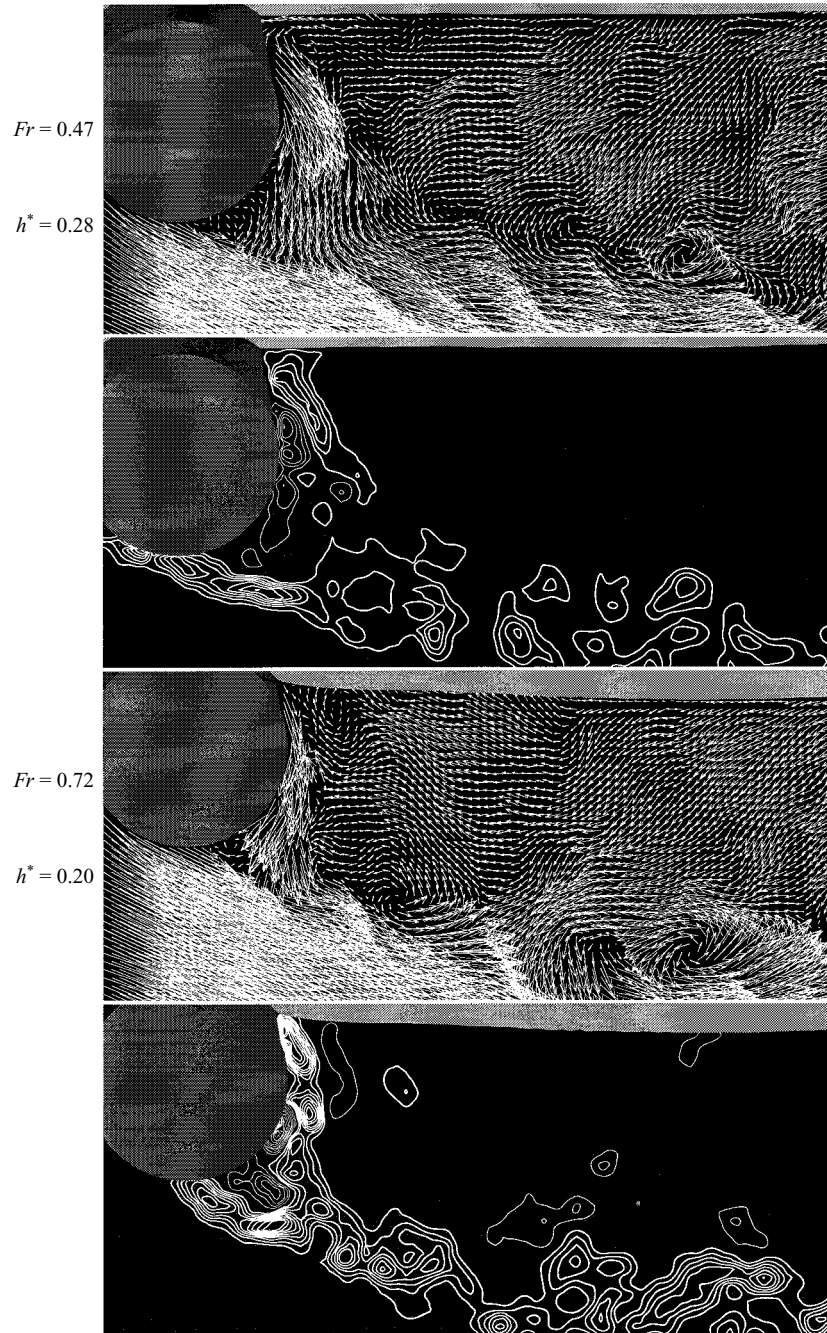 Fr = 0.47
h* = 0.28
Fr = 0.72
h* = 0.20